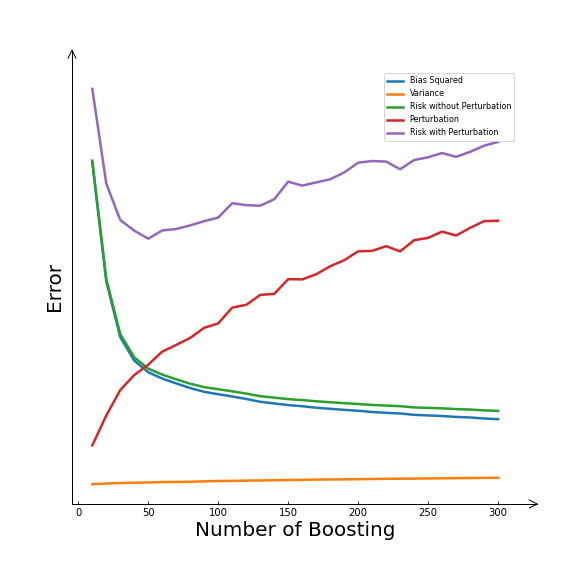 Bias Squared
Variance
Risk without Perturbation
Perturbation
Risk with Perturbation
Error
0 50 100 150 200 250 300
Number of Boosting